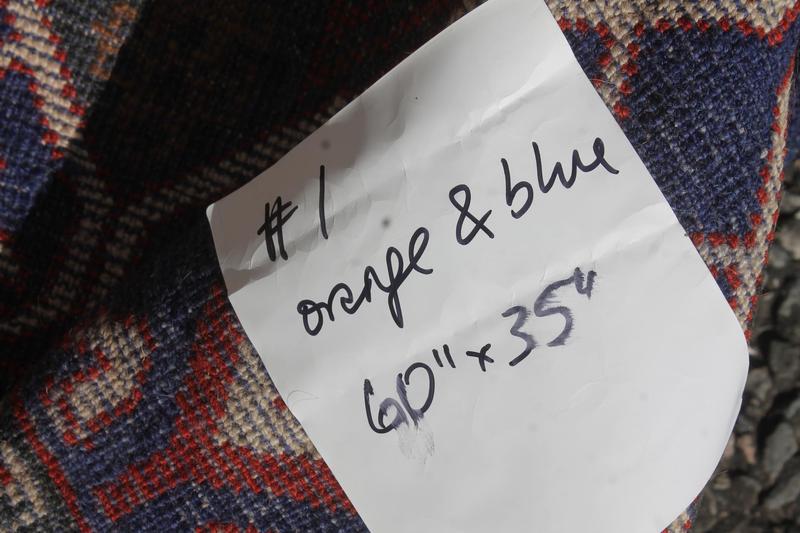 # 1
orange & blue
60" x 35"